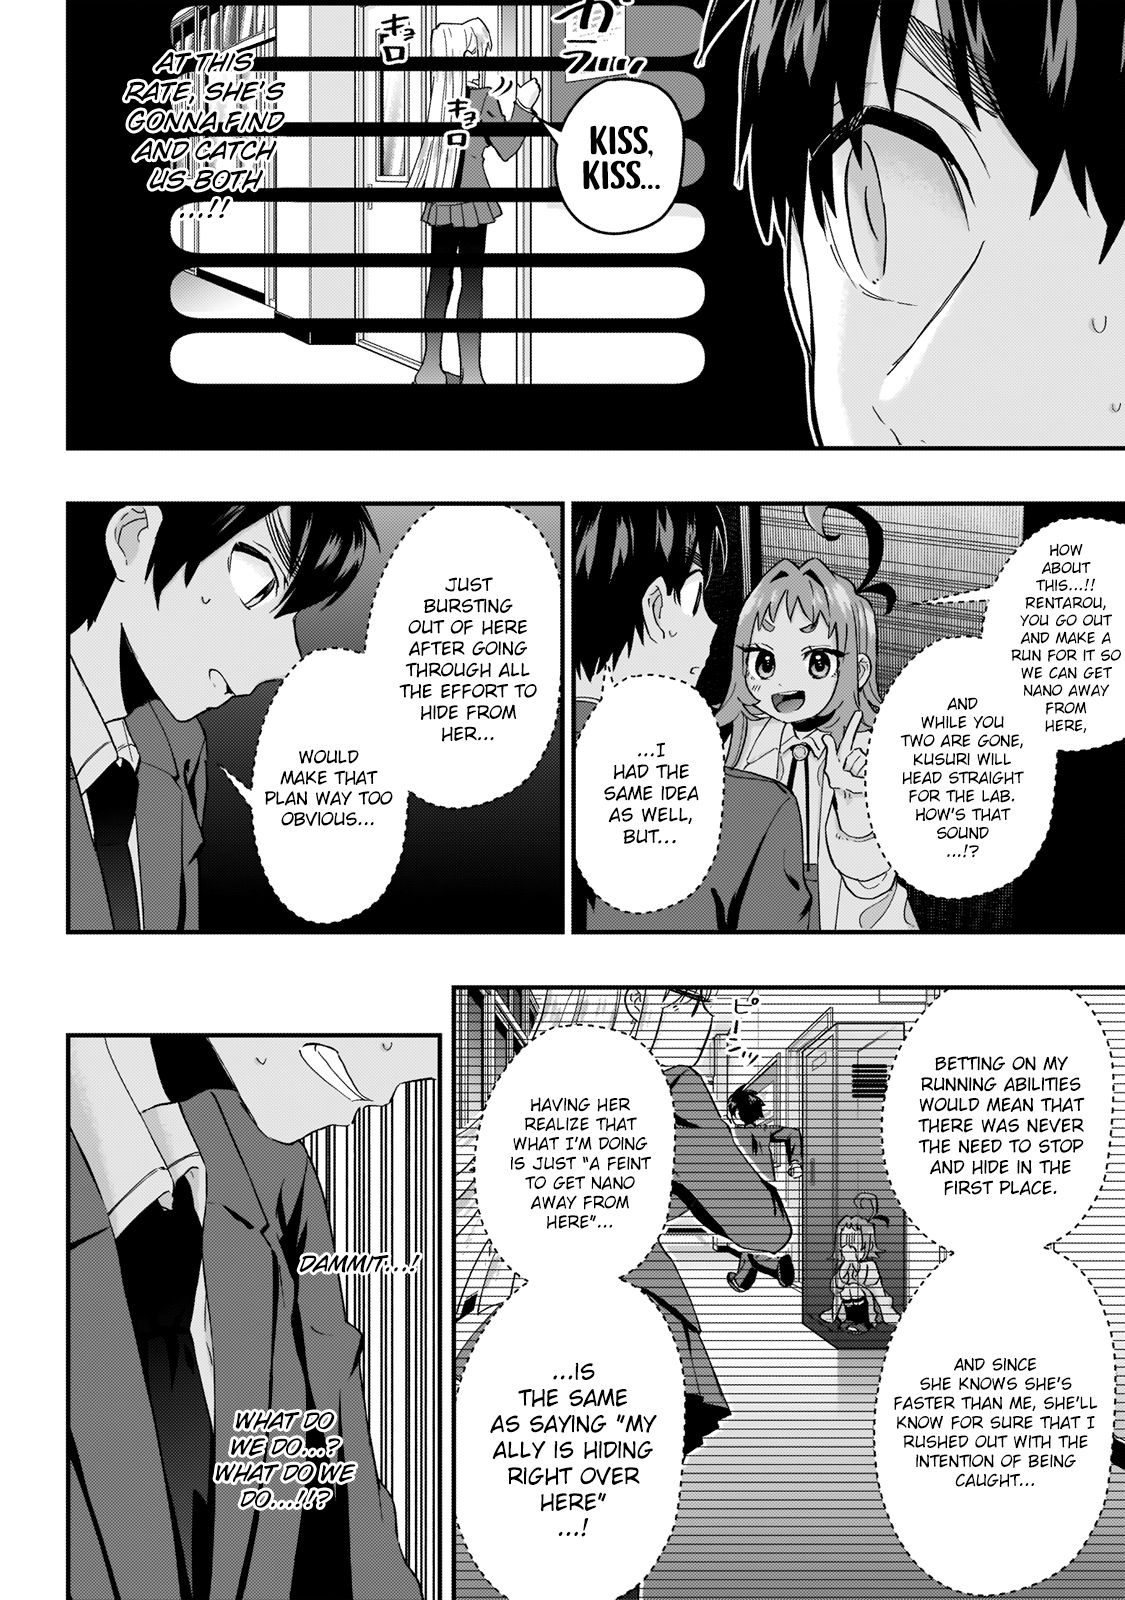 ガラッ
KISS,
KISS...
キョロ
キョロ
AT THIS
RATE, SHE'S
GONNA FIND
AND CATCH
US BOTH
...!!
HOW
ABOUT
THIS...!!
RENTAROU,
YOU GO OUT
AND MAKE A
RUN FOR IT SO
WE CAN GET
NANO AWAY
FROM
HERE,
AND
WHILE YOU
TWO ARE GONE,
KUSURI WILL
HEAD STRAIGHT
FOR THE LAB.
HOW'S THAT
SOUND
...!?
...I
HAD THE
SAME IDEA
AS WELL,
BUT...
JUST
BURSTING
OUT OF HERE
AFTER GOING
THROUGH ALL
THE EFFORT TO
HIDE FROM
HER...
WOULD
MAKE THAT
PLAN WAY TOO
OBVIOUS...
BETTING ON MY
RUNNING ABILITIES
WOULD MEAN THAT
THERE WAS NEVER
THE NEED TO STOP
AND HIDE IN THE
FIRST PLACE.
AND SINCE
SHE KNOWS SHE'S
FASTER THAN ME, SHE'LL
KNOW FOR SURE THAT I
RUSHED OUT WITH THE
INTENTION OF BEING
CAUGHT...
ピーン
HAVING HER
REALIZE THAT
WHAT I'M DOING
IS JUST "A FEINT
TO GET NANO
AWAY FROM
HERE"...
...IS
THE SAME
AS SAYING "MY
ALLY IS HIDING
RIGHT OVER
HERE"
...!
DAMMIT...!
WHAT DO
WE DO...?
WHAT DO WE
DO...!!?